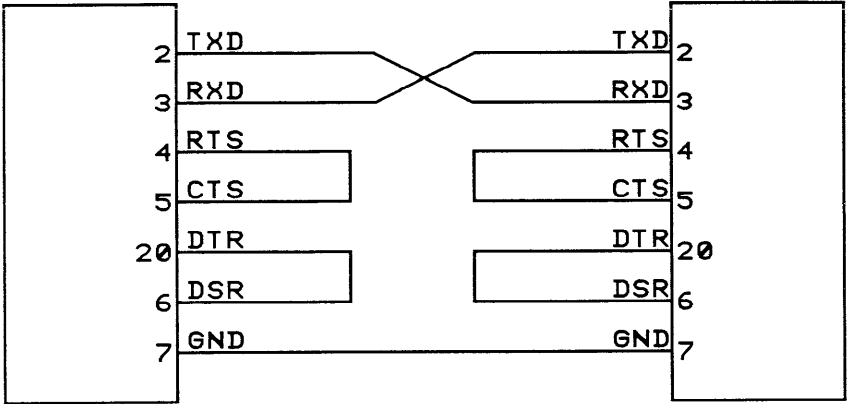 2 TXD TXD 2
3 RXD RXD 3
4 RTS RTS 4
5 CTS CTS 5
20 DTR DTR 20
6 DSR DSR 6
7 GND GND 7